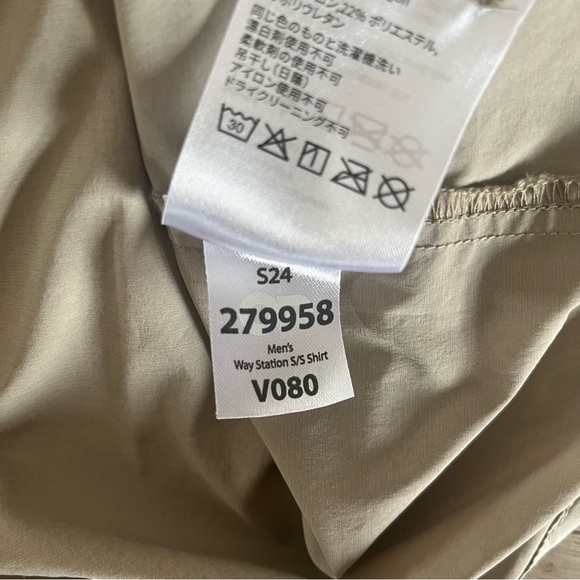 ン 22% ポリエステル,
ポリウレタン
同じ色のものと洗濯機洗い
漂白剤使用不可
柔軟剤の使用不可
吊干し(日陰)
アイロン使用不可
ドライクリーニング不可
30
S24
279958
Men's
Way Station S/S Shirt
V080